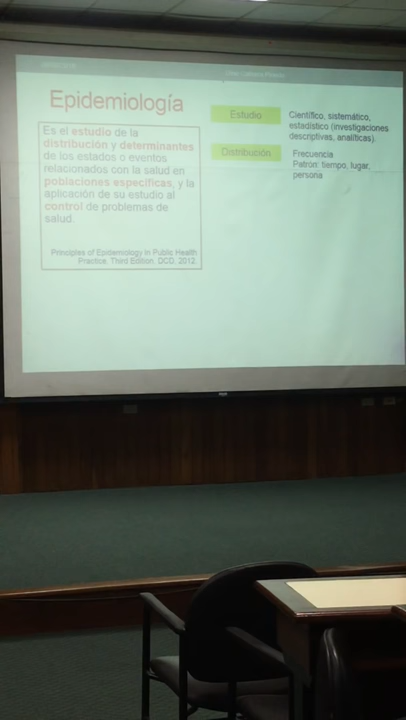 Epidemiología
Es el estudio de la
distribución y determinantes
de los estados o eventos
relacionados con la salud en
poblaciones específicas, y la
aplicación de su estudio al
control de problemas de
salud.
Principles of Epidemiology in Public Health
Practice. Third Edition, DCD, 2012.
Estudio
Científico, sistemático,
estadístico (investigaciones
descriptivas, analíticas).
Distribución
Frecuencia
Patrón: tiempo, lugar,
persona